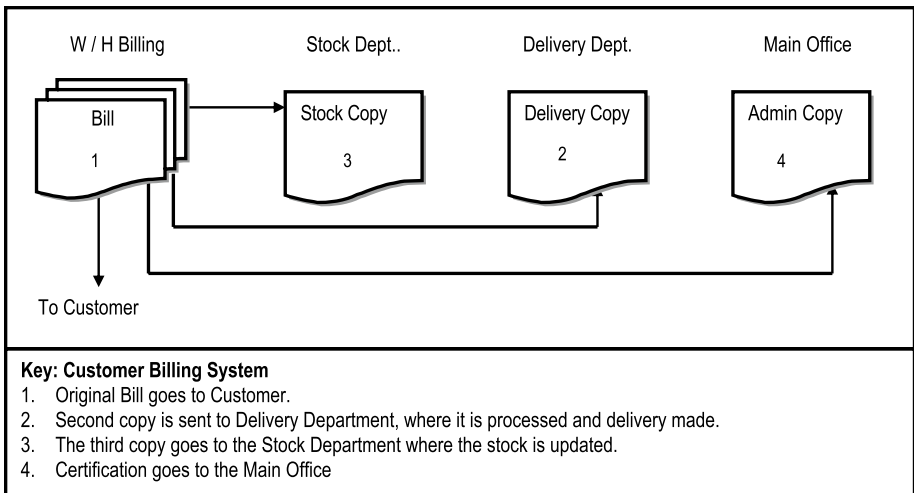 W / H Billing Stock Dept.. Delivery Dept. Main Office
Bill Stock Copy Delivery Copy Admin Copy
1 3 2 4
To Customer
Key: Customer Billing System
1. Original Bill goes to Customer.
2. Second copy is sent to Delivery Department, where it is processed and delivery made.
3. The third copy goes to the Stock Department where the stock is updated.
4. Certification goes to the Main Office